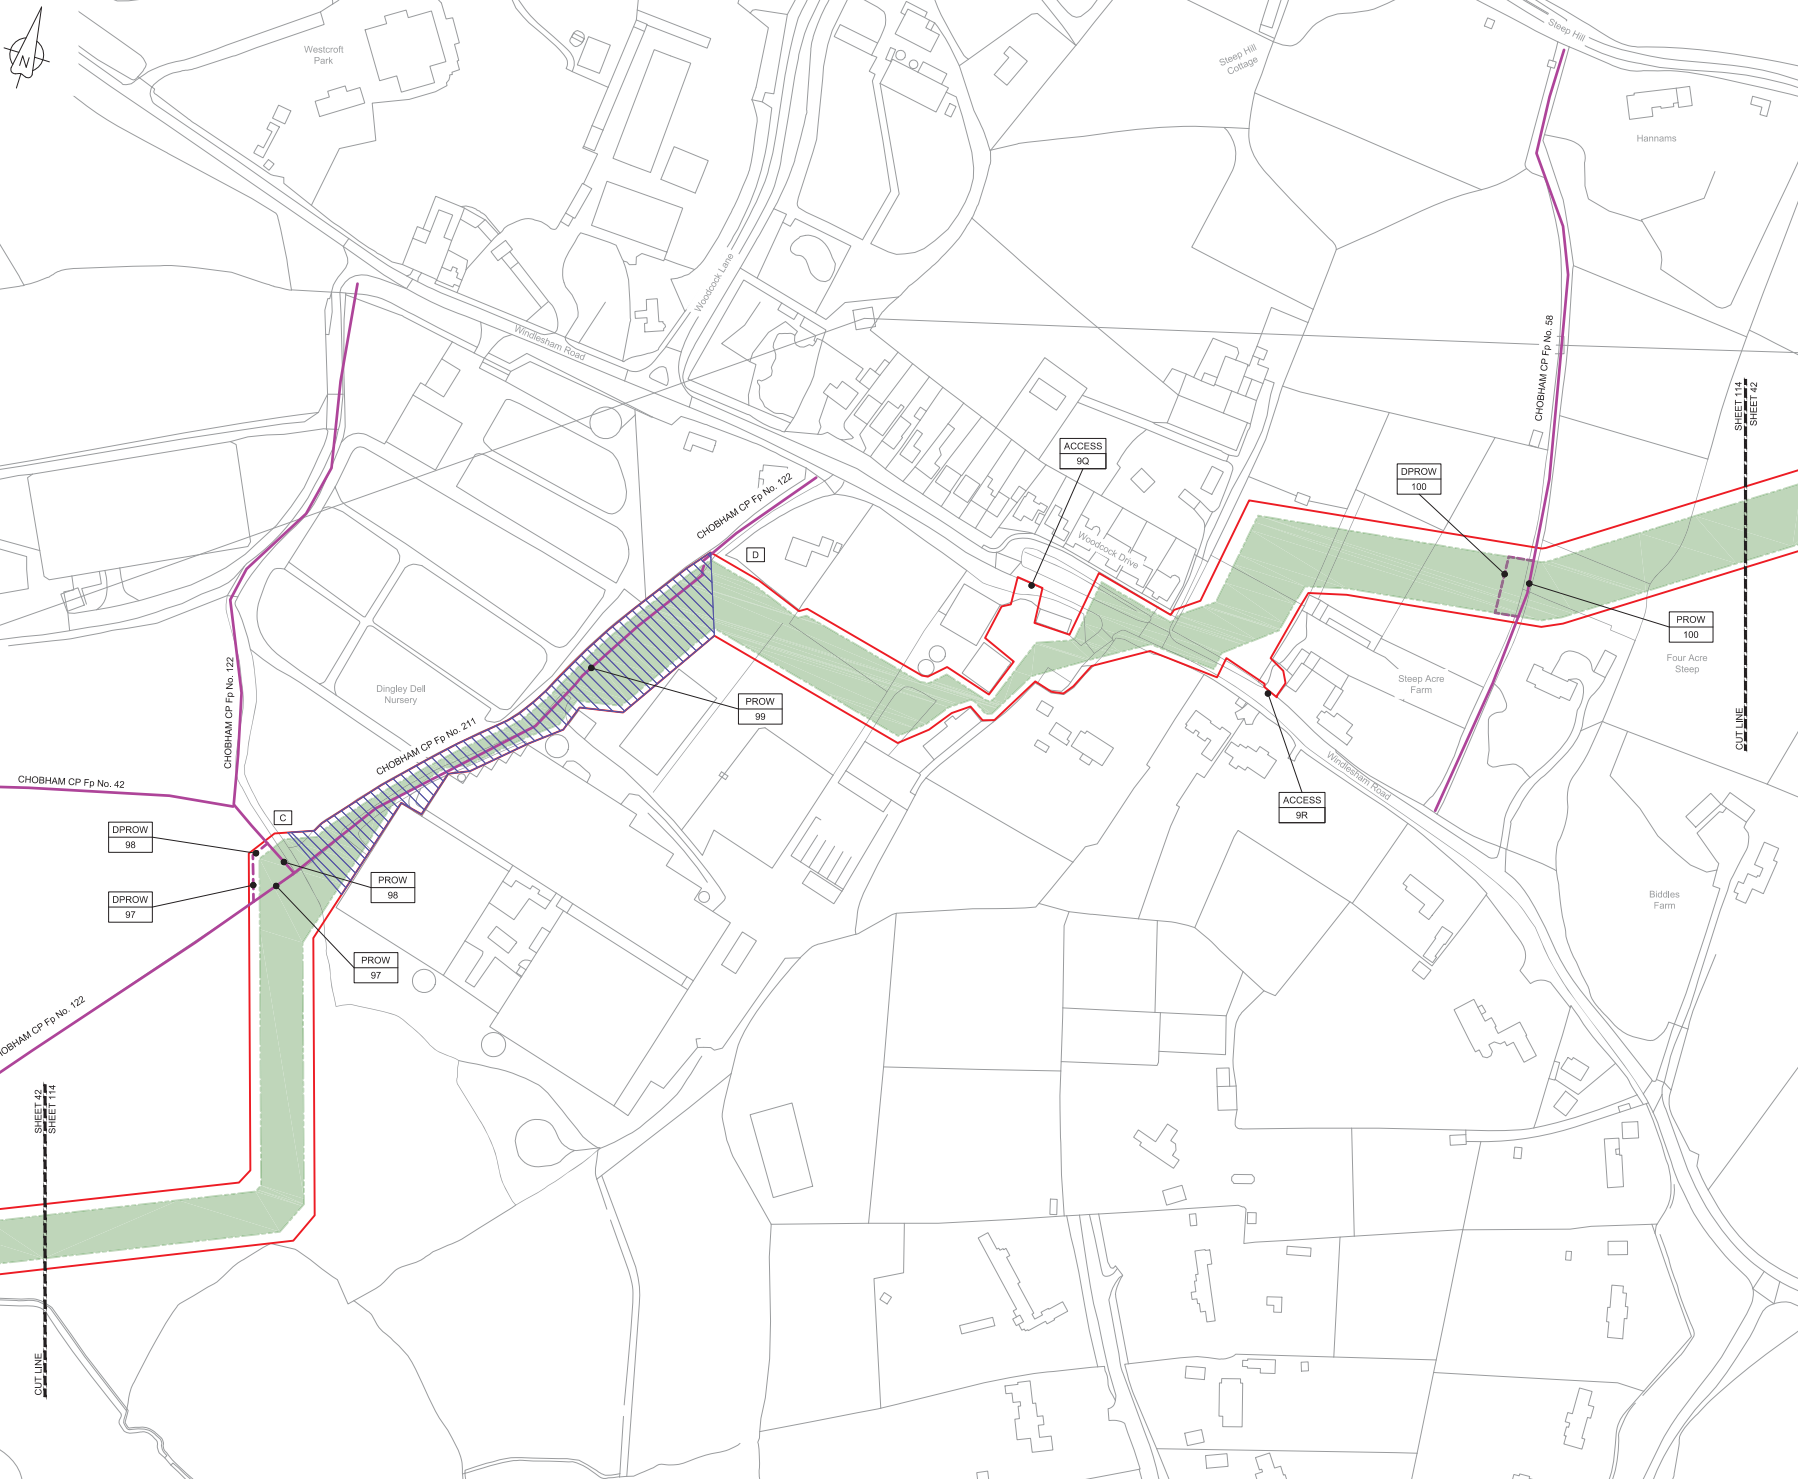 N
Westcroft
Park
Steep Hill
Steep Hill
Cottage
Hannams
Woodcock Lane
Windlesham Road
CHOBHAM CP Fp No. 58
SHEET 114
SHEET 42
ACCESS
9Q
DPROW
100
CHOBHAM CP Fp No. 122
D
Woodcock Drive
PROW
100
Four Acre
Steep
CHOBHAM CP Fp No. 122
Dingley Dell
Nursery
Steep Acre
Farm
PROW
99
CHOBHAM CP Fp No. 211
CUT LINE
CHOBHAM CP Fp No. 42
Windlesham Road
ACCESS
9R
C
DPROW
98
PROW
98
DPROW
97
Biddles
Farm
PROW
97
HOBHAM CP Fp No. 122
SHEET 42
SHEET 114
CUT LINE